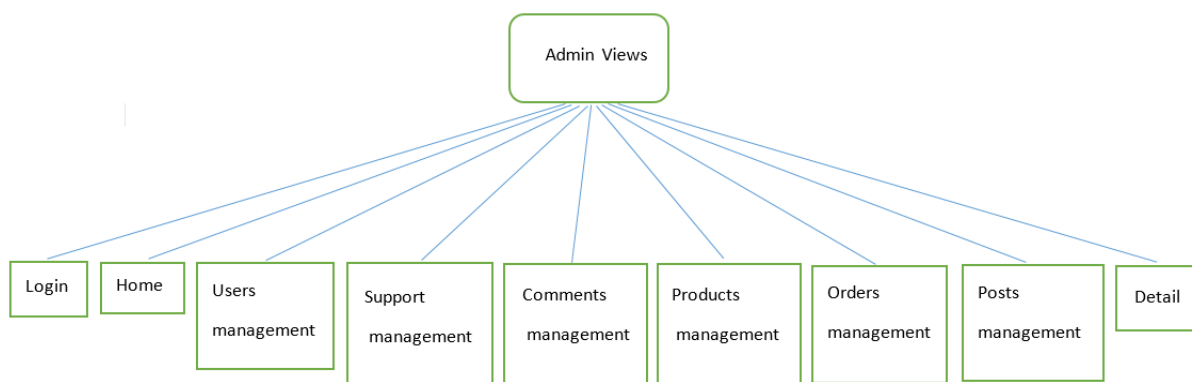 Admin Views
Login
Home
Users
management
Support
management
Comments
management
Products
management
Orders
management
Posts
management
Detail